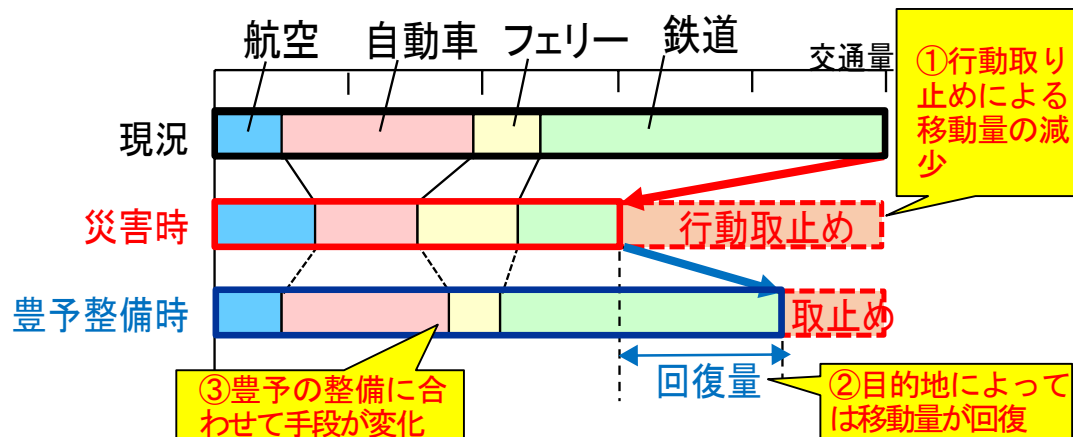 航空
自動車
フェリー
鉄道
交通量
①行動取り
止めによる
移動量の減
少
現況
災害時
行動取止め
豊予整備時
取止め
回復量
③豊予の整備に合
わせて手段が変化
②目的地によって
は移動量が回復